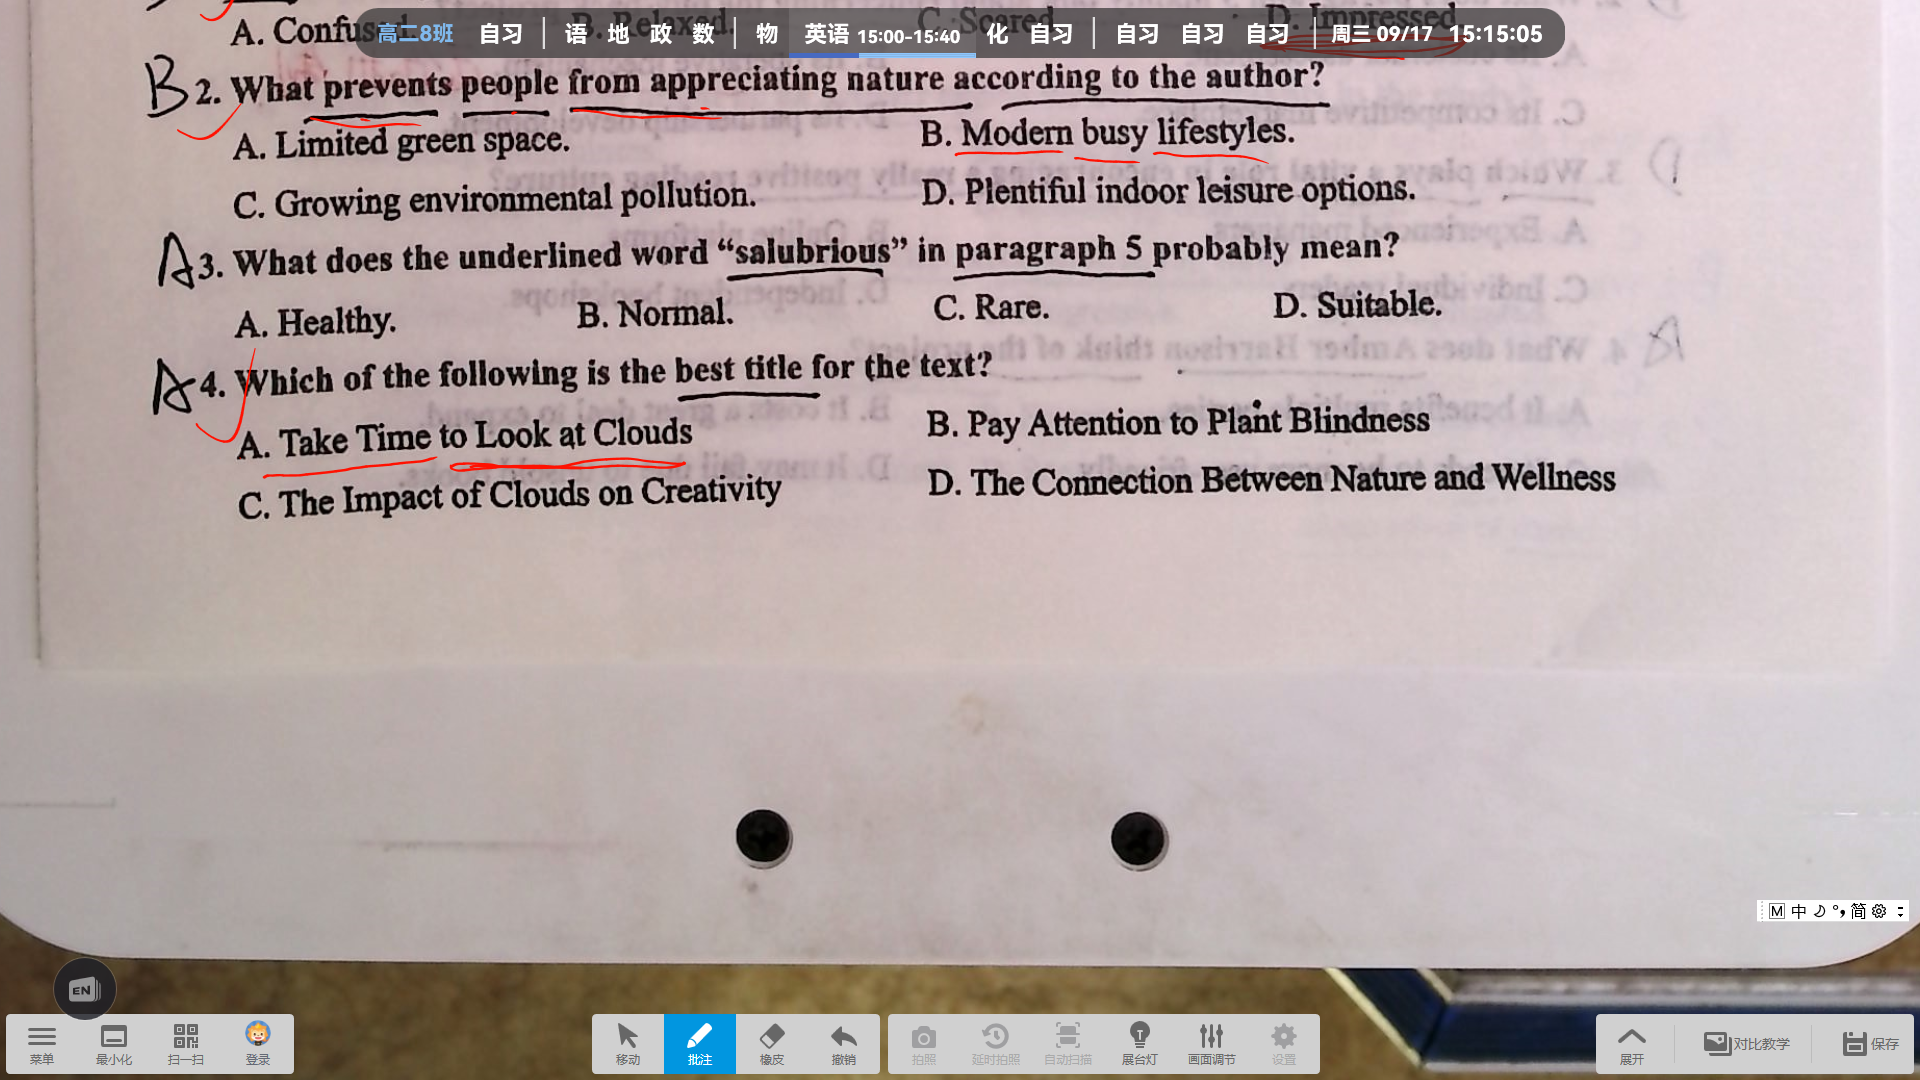 A. Confused. B. Relaxed. C. Scared D. Impressed.
高二8班 自习 语 地 政 数 物 英语 15:00-15:40 化 自习 自习 自习 自习 周三 09/17 15:15:05
B 2. What prevents people from appreciating nature according to the author?
A. Limited green space. B. Modern busy lifestyles.
C. Growing environmental pollution. D. Plentiful indoor leisure options.
A 3. What does the underlined word “salubrious” in paragraph 5 probably mean?
A. Healthy. B. Normal. C. Rare. D. Suitable.
A 4. Which of the following is the best title for the text?
A. Take Time to Look at Clouds B. Pay Attention to Plant Blindness
C. The Impact of Clouds on Creativity D. The Connection Between Nature and Wellness
M 中 简
EN
菜单 最小化 扫一扫 登录 移动 批注 橡皮 撤销 拍照 延时拍照 自动扫描 展台灯 画面调节 设置 展开 对比教学 保存